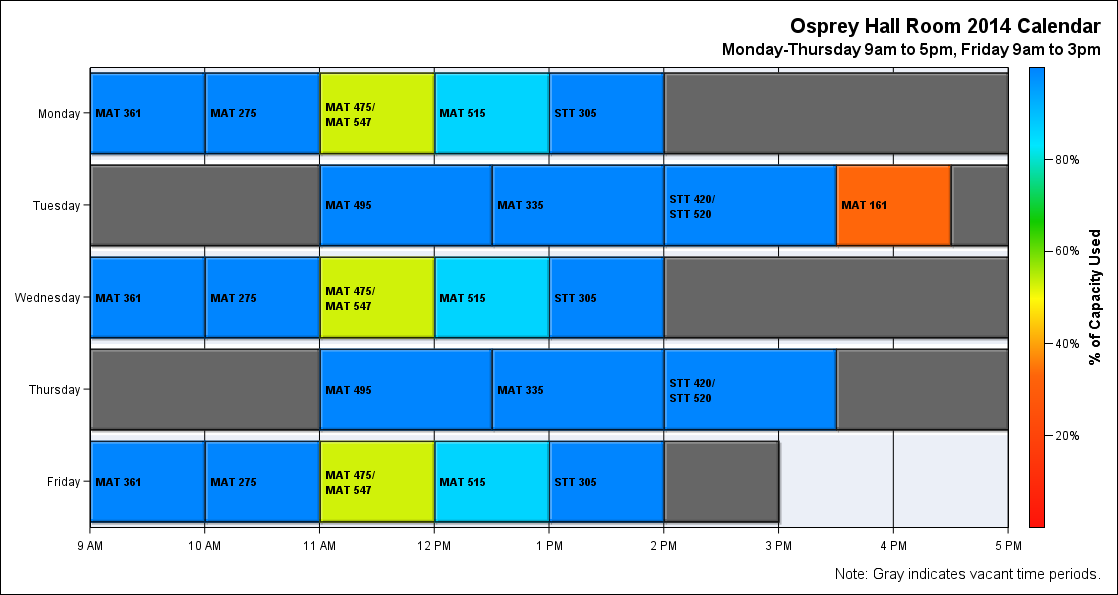 Osprey Hall Room 2014 Calendar
Monday-Thursday 9am to 5pm, Friday 9am to 3pm
Monday
MAT 361
MAT 275
MAT 475/
MAT 547
MAT 515
STT 305
Tuesday
MAT 495
MAT 335
STT 420/
STT 520
MAT 161
Wednesday
MAT 361
MAT 275
MAT 475/
MAT 547
MAT 515
STT 305
Thursday
MAT 495
MAT 335
STT 420/
STT 520
Friday
MAT 361
MAT 275
MAT 475/
MAT 547
MAT 515
STT 305
9 AM
10 AM
11 AM
12 PM
1 PM
2 PM
3 PM
4 PM
5 PM
80%
60%
40%
20%
% of Capacity Used
Note: Gray indicates vacant time periods.